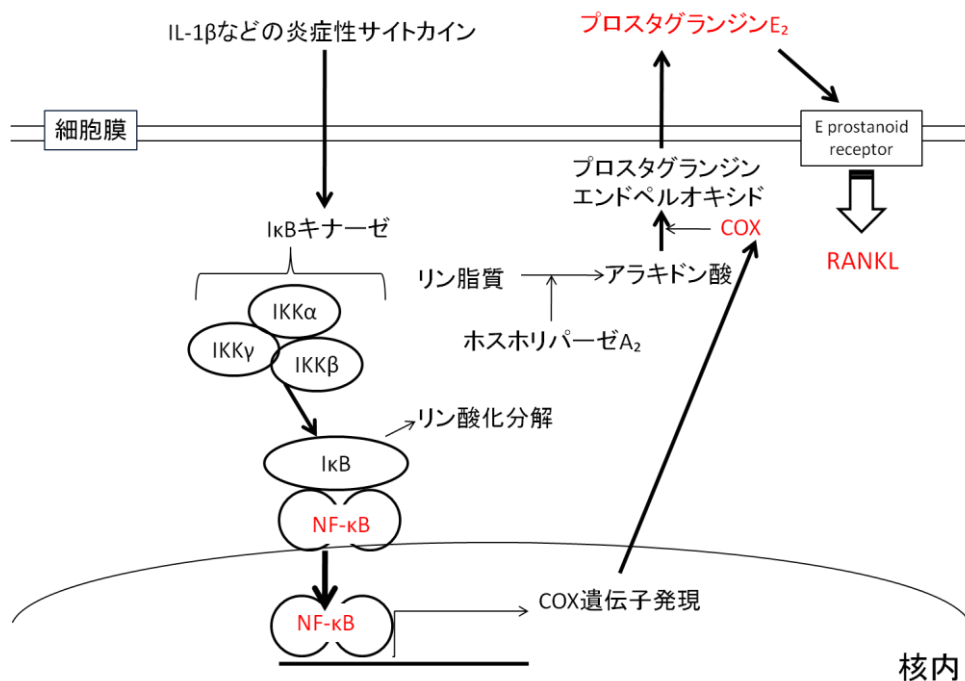 IL-1βなどの炎症性サイトカイン
プロスタグランジンE₂
細胞膜
E prostanoid
receptor
プロスタグランジン
エンドペルオキシド
COX
IκBキナーゼ
RANKL
リン脂質
アラキドン酸
IKKα
IKKγ
IKKβ
ホスホリパーゼA₂
リン酸化分解
IκB
NF-κB
COX遺伝子発現
NF-κB
核内